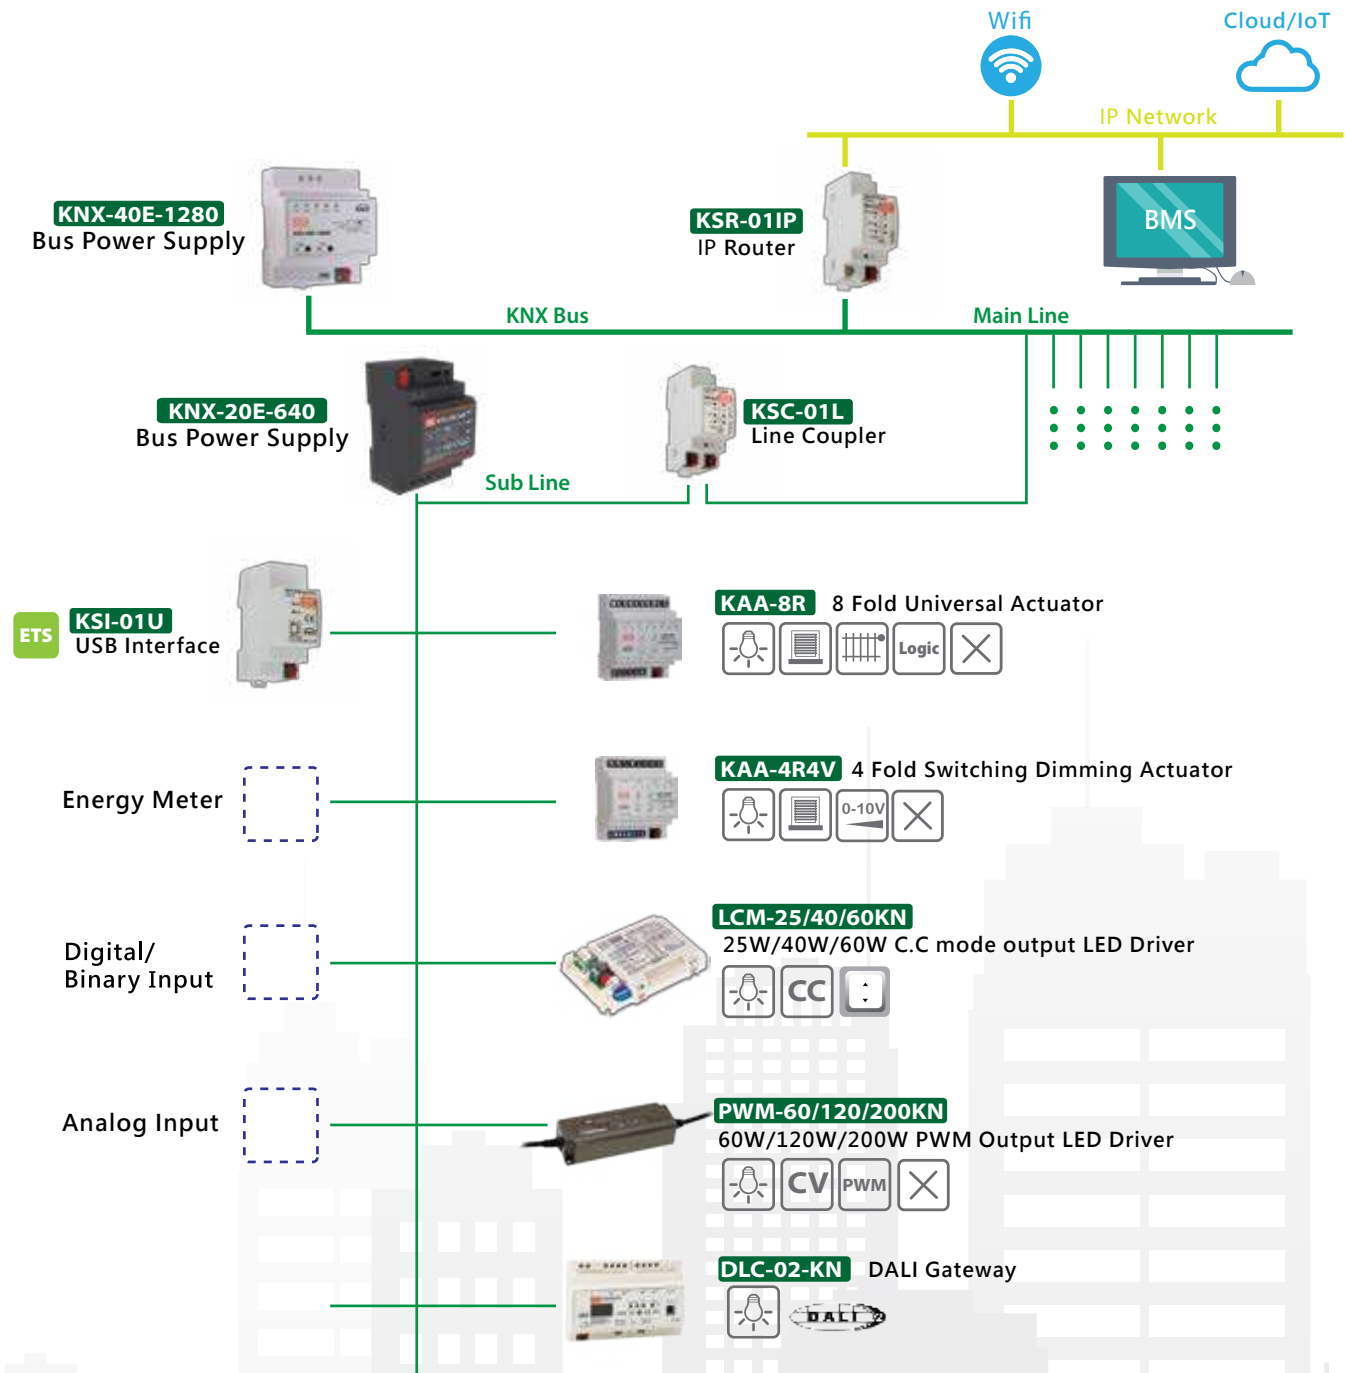 Wifi
Cloud/IoT
IP Network
KNX-40E-1280
Bus Power Supply
KSR-01IP
IP Router
BMS
KNX Bus
Main Line
KNX-20E-640
Bus Power Supply
KSC-01L
Line Coupler
Sub Line
ETS
KSI-01U
USB Interface
KAA-8R 8 Fold Universal Actuator
Logic
Energy Meter
KAA-4R4V 4 Fold Switching Dimming Actuator
0-10V
Digital/
Binary Input
LCM-25/40/60KN
25W/40W/60W C.C mode output LED Driver
CC
Analog Input
PWM-60/120/200KN
60W/120W/200W PWM Output LED Driver
CV
PWM
DLC-02-KN DALI Gateway
DALI